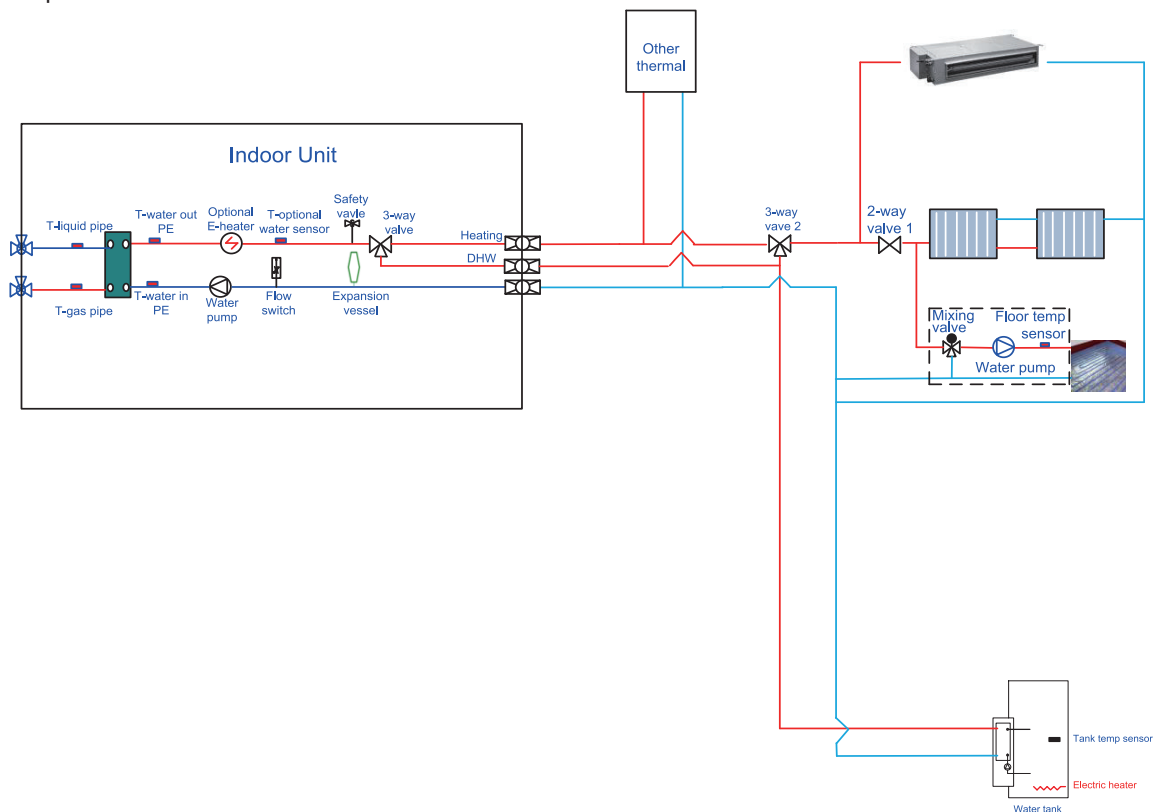 Other
thermal
Indoor Unit
T-liquid pipe
T-water out
PE
Optional
E-heater
T-optional
water sensor
Safety
vavle
3-way
valve
Heating
DHW
T-gas pipe
T-water in
PE
Water
pump
Flow
switch
Expansion
vessel
3-way
vave 2
2-way
valve 1
Mixing
valve
Floor temp
sensor
Water pump
Tank temp sensor
Electric heater
Water tank